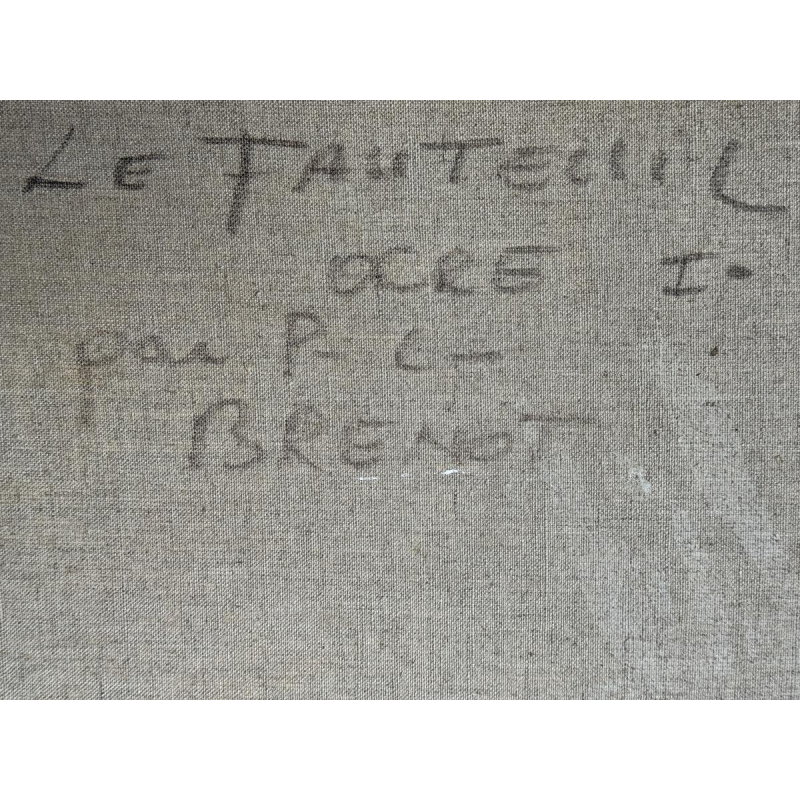 LE FAUTEUIL
OCRE I.
par P- L-
BRENOT